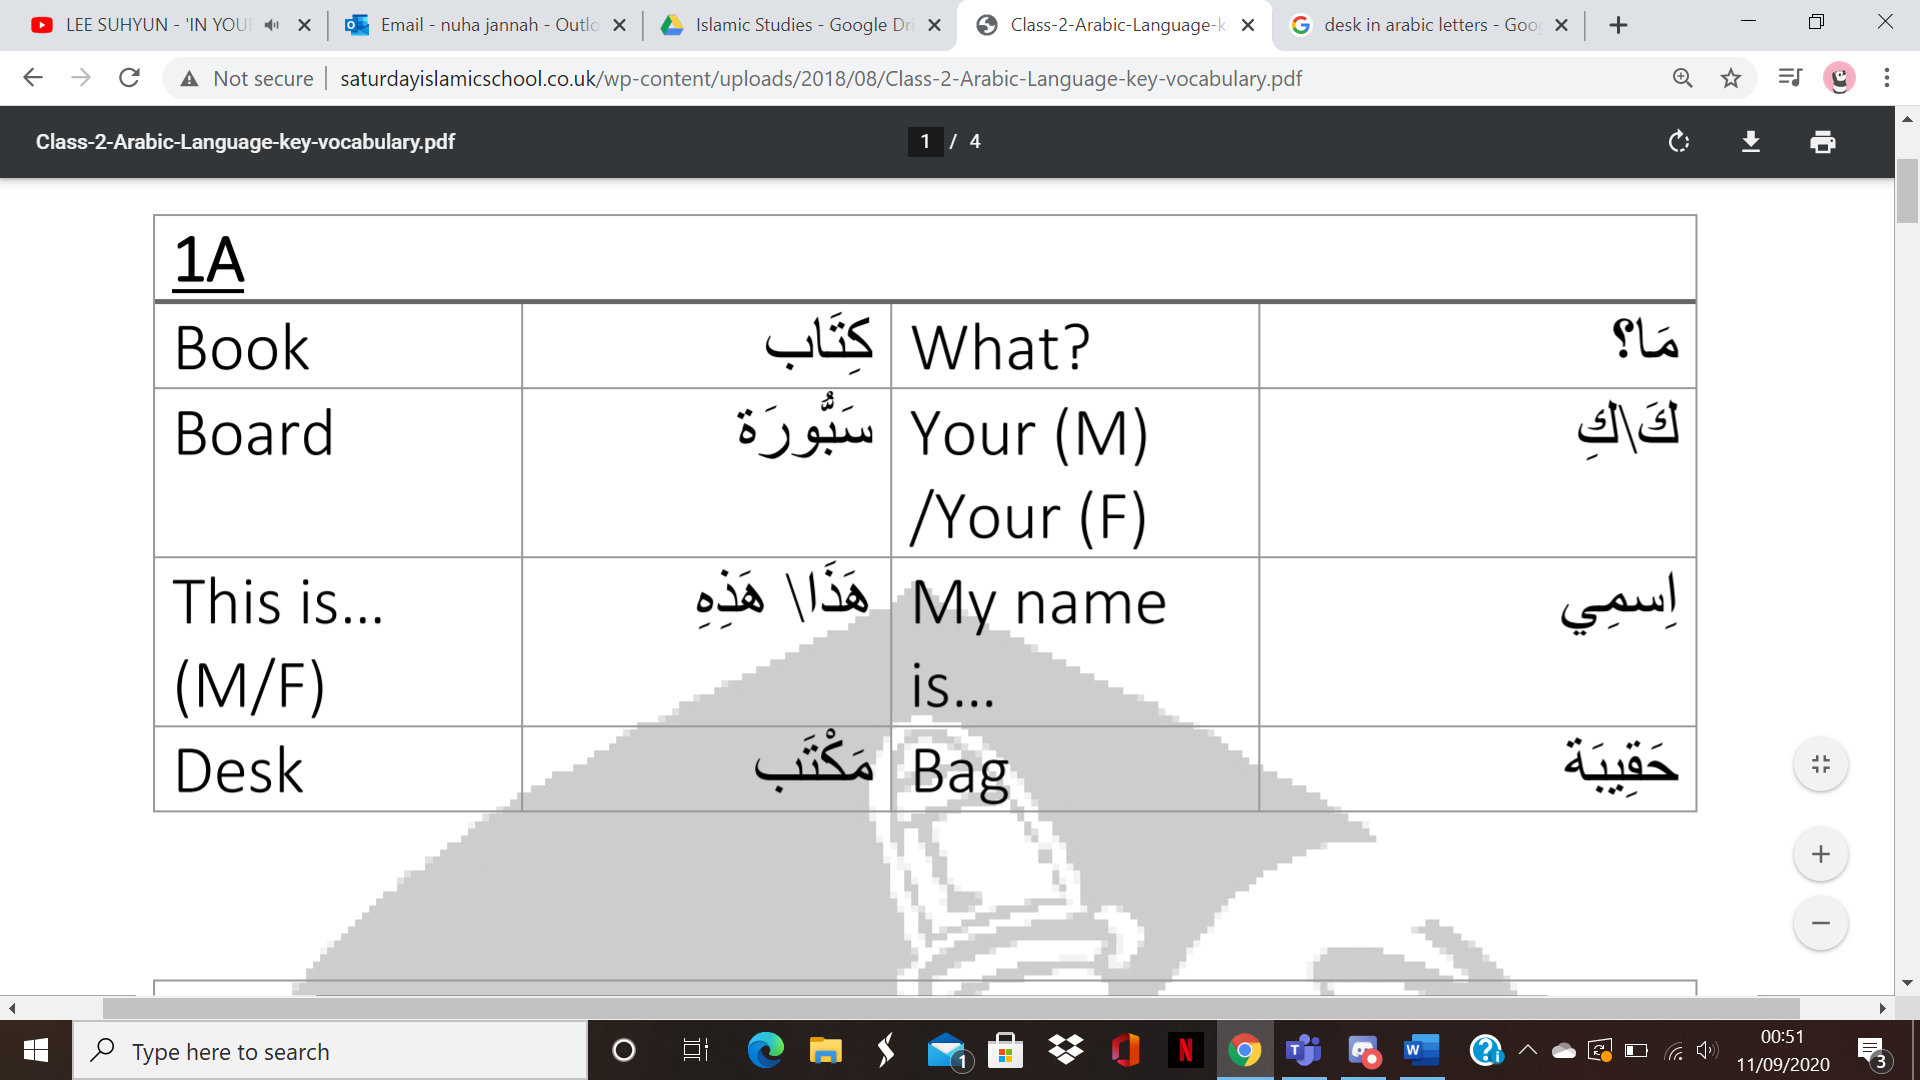 LEE SUHYUN - 'IN YOU
Email - nuha jannah - Outlo
Islamic Studies - Google Dri
Class-2-Arabic-Language-k
desk in arabic letters - Goo
Not secure
saturdayislamicschool.co.uk/wp-content/uploads/2018/08/Class-2-Arabic-Language-key-vocabulary.pdf
Class-2-Arabic-Language-key-vocabulary.pdf
1 / 4
1A
Book كِتَاب What? مَا؟
Board سَبُّورَة Your (M) كَ\كِ
/Your (F)
This is... هَذَا\ هَذِهِ My name اِسمِي
(M/F) is...
Desk مَكْتَب Bag حَقِيبَة
Type here to search
1
N
W
00:51
11/09/2020
3